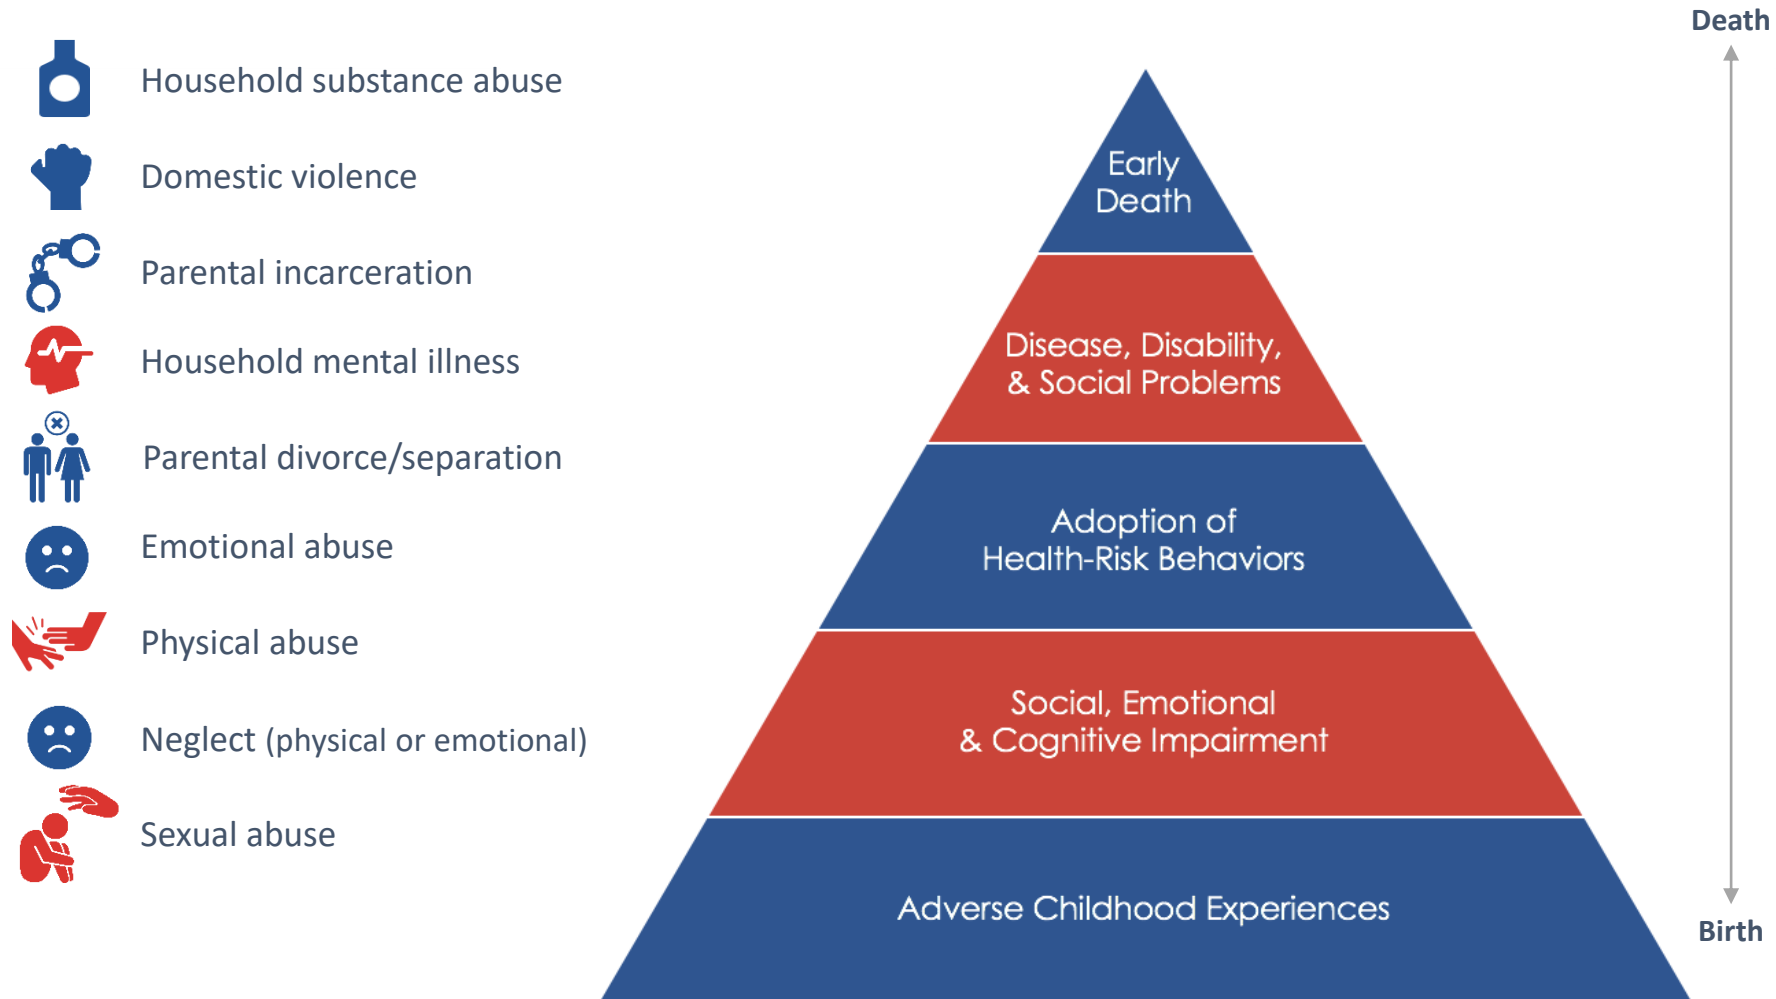 Household substance abuse
Domestic violence
Parental incarceration
Household mental illness
Parental divorce/separation
Emotional abuse
Physical abuse
Neglect (physical or emotional)
Sexual abuse
Early
Death
Disease, Disability,
& Social Problems
Adoption of
Health-Risk Behaviors
Social, Emotional
& Cognitive Impairment
Adverse Childhood Experiences
Death
Birth